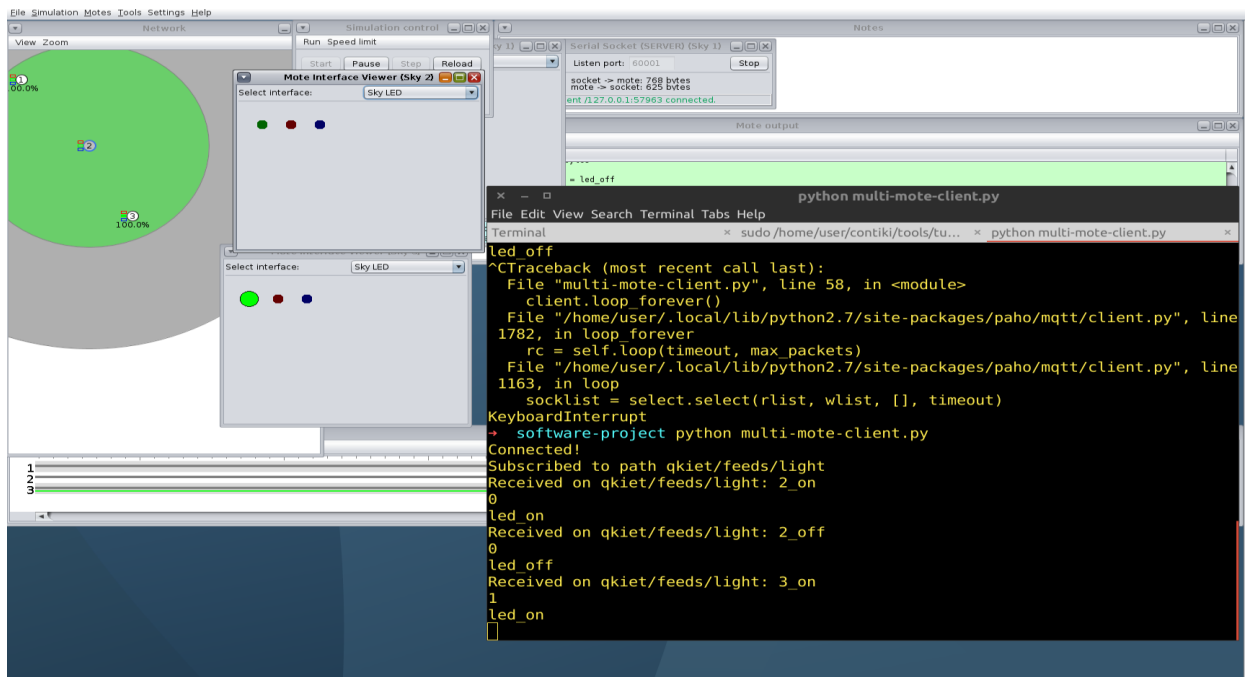 File Simulation Motes Tools Settings Help
Network
View Zoom
1
100.0%
2
3
100.0%
Simulation control
Run Speed limit
Start Pause Step Reload
Notes
Serial Socket (SERVER) (Sky 1)
Listen port: 60001 Stop
socket -> mote: 768 bytes
mote -> socket: 625 bytes
/127.0.0.1:57963 connected.
Mote Interface Viewer (Sky 2)
Select interface: Sky LED
Mote output
= led_off
Select interface: Sky LED
1
2
3
python multi-mote-client.py
File Edit View Search Terminal Tabs Help
Terminal × sudo /home/user/contiki/tools/tu... × python multi-mote-client.py ×
led_off
^CTraceback (most recent call last):
File "multi-mote-client.py", line 58, in <module>
client.loop_forever()
File "/home/user/.local/lib/python2.7/site-packages/paho/mqtt/client.py", line
1782, in loop_forever
rc = self.loop(timeout, max_packets)
File "/home/user/.local/lib/python2.7/site-packages/paho/mqtt/client.py", line
1163, in loop
socklist = select.select(rlist, wlist, [], timeout)
KeyboardInterrupt
→ software-project python multi-mote-client.py
Connected!
Subscribed to path qkiet/feeds/light
Received on qkiet/feeds/light: 2_on
0
led_on
Received on qkiet/feeds/light: 2_off
0
led_off
Received on qkiet/feeds/light: 3_on
1
led_on